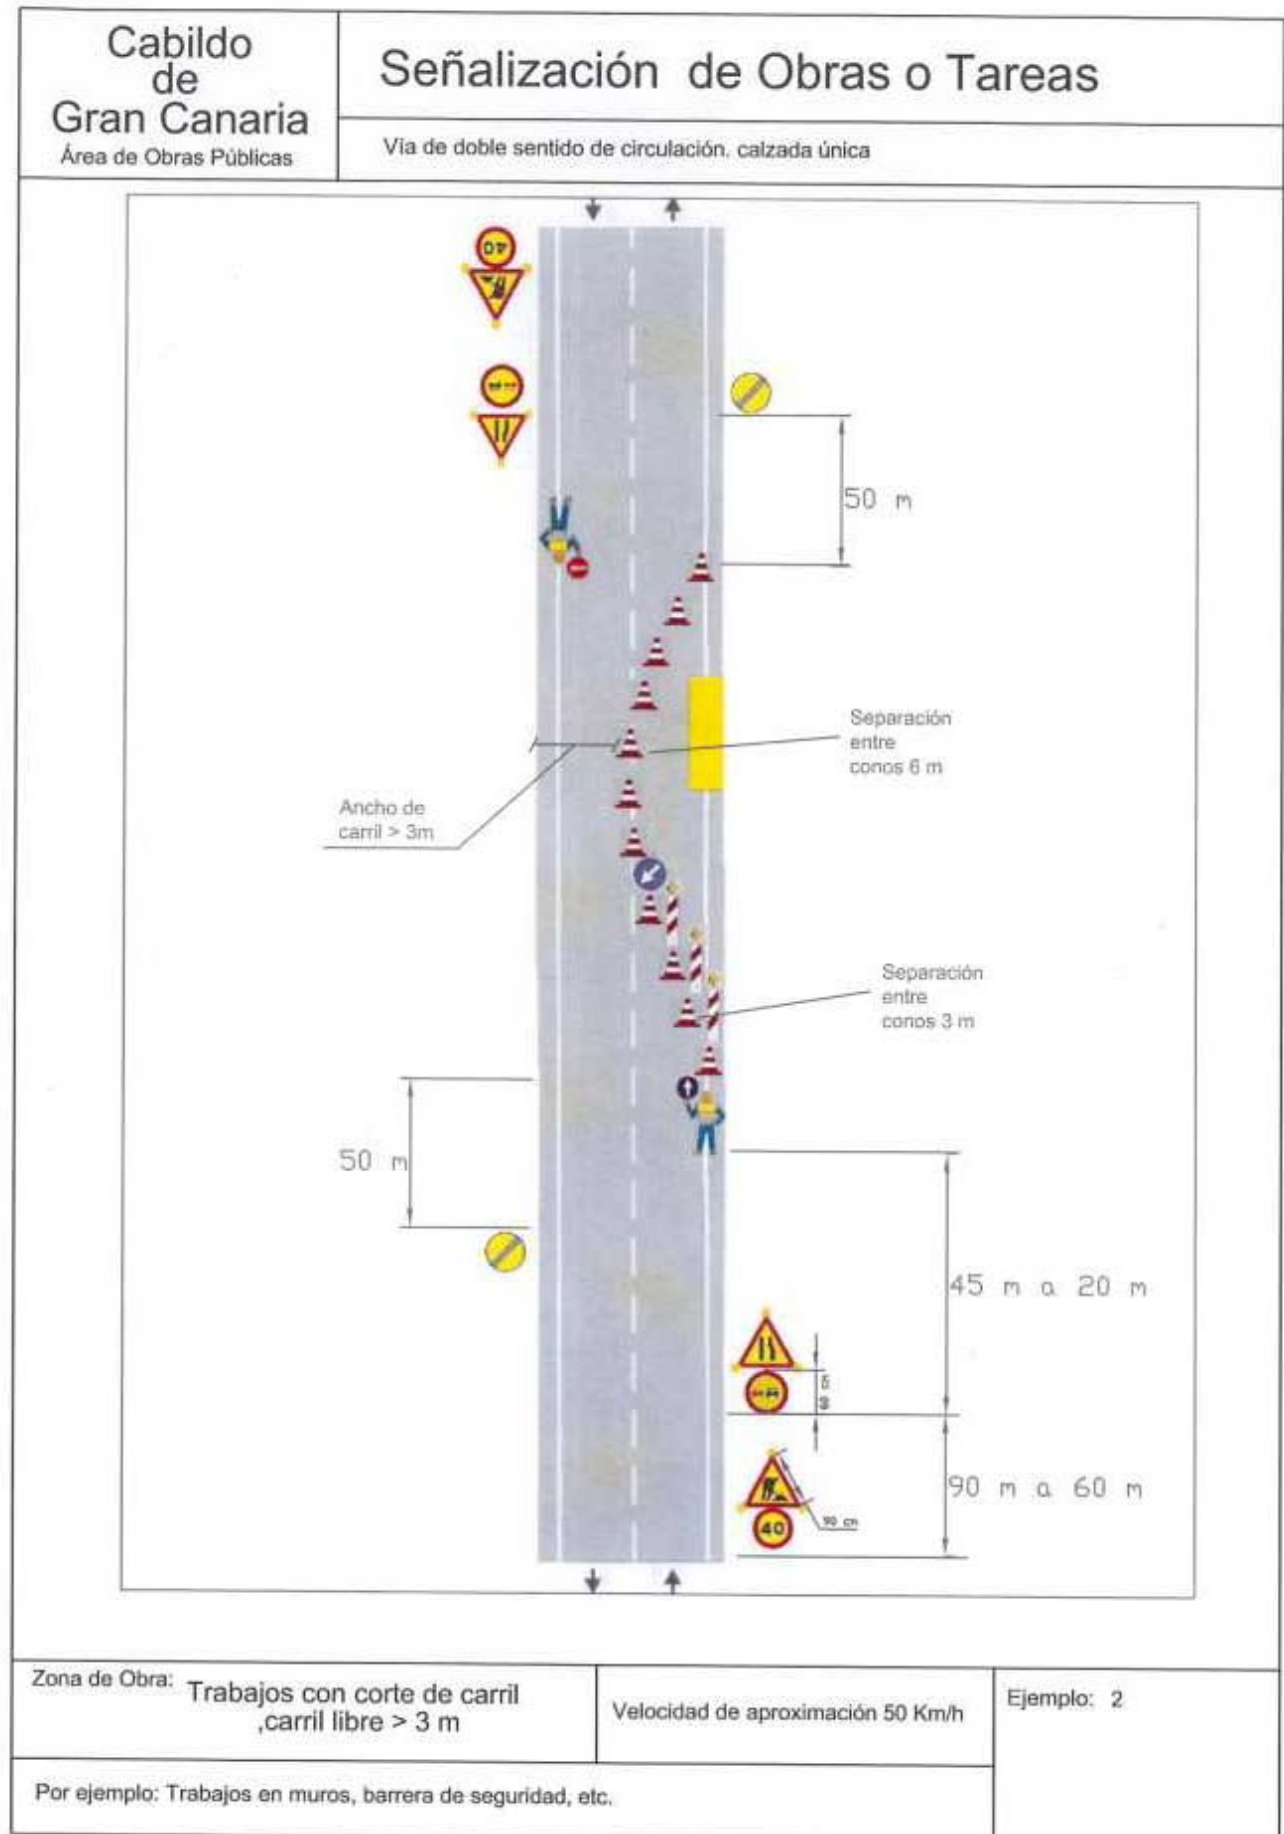 Cabildo
de
Gran Canaria
Área de Obras Públicas
Señalización de Obras o Tareas
Vía de doble sentido de circulación. calzada única
40
50 m
Separación
entre
conos 6 m
Ancho de
carril > 3m
Separación
entre
conos 3 m
50 m
45 m a 20 m
90 m a 60 m
90 cm
40
Zona de Obra: Trabajos con corte de carril
,carril libre > 3 m
Velocidad de aproximación 50 Km/h
Ejemplo: 2
Por ejemplo: Trabajos en muros, barrera de seguridad, etc.